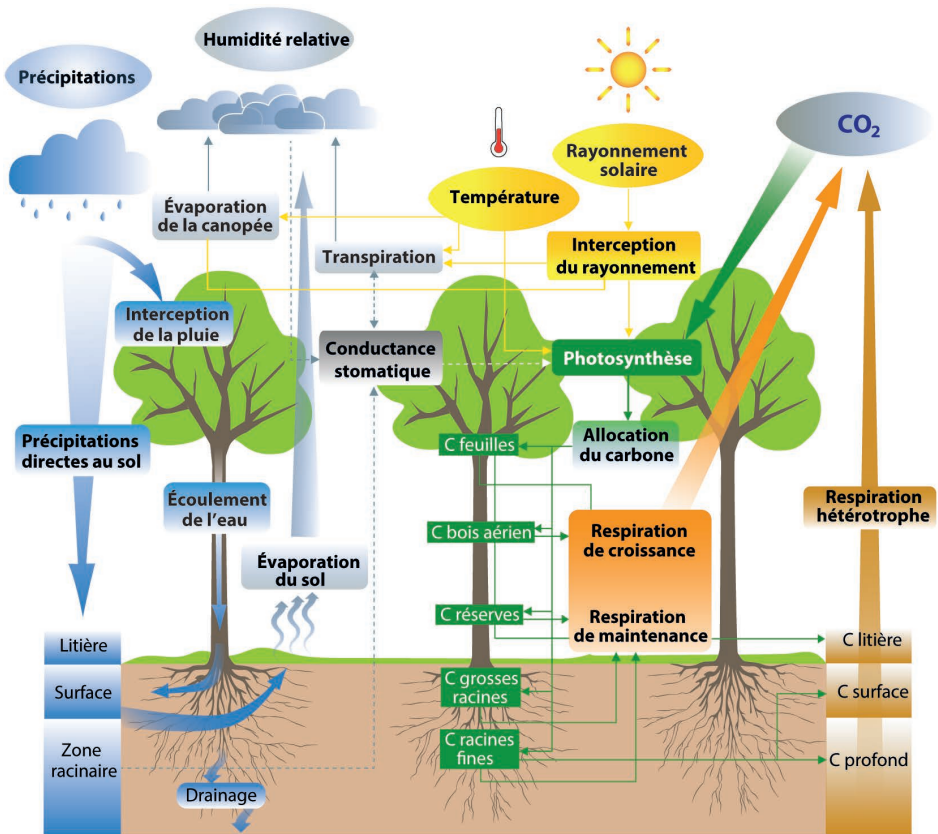 Humidité relative
Précipitations
CO₂
Rayonnement
solaire
Température
Évaporation
de la canopée
Transpiration
Interception
du rayonnement
Interception
de la pluie
Conductance
stomatique
Photosynthèse
Précipitations
directes au sol
C feuilles
Allocation
du carbone
Écoulement
de l'eau
Respiration
hétérotrophe
C bois aérien
Respiration
de croissance
Évaporation
du sol
C réserves
Respiration
de maintenance
Litière
C litière
Surface
C grosses
racines
C surface
Zone
racinaire
C racines
fines
C profond
Drainage